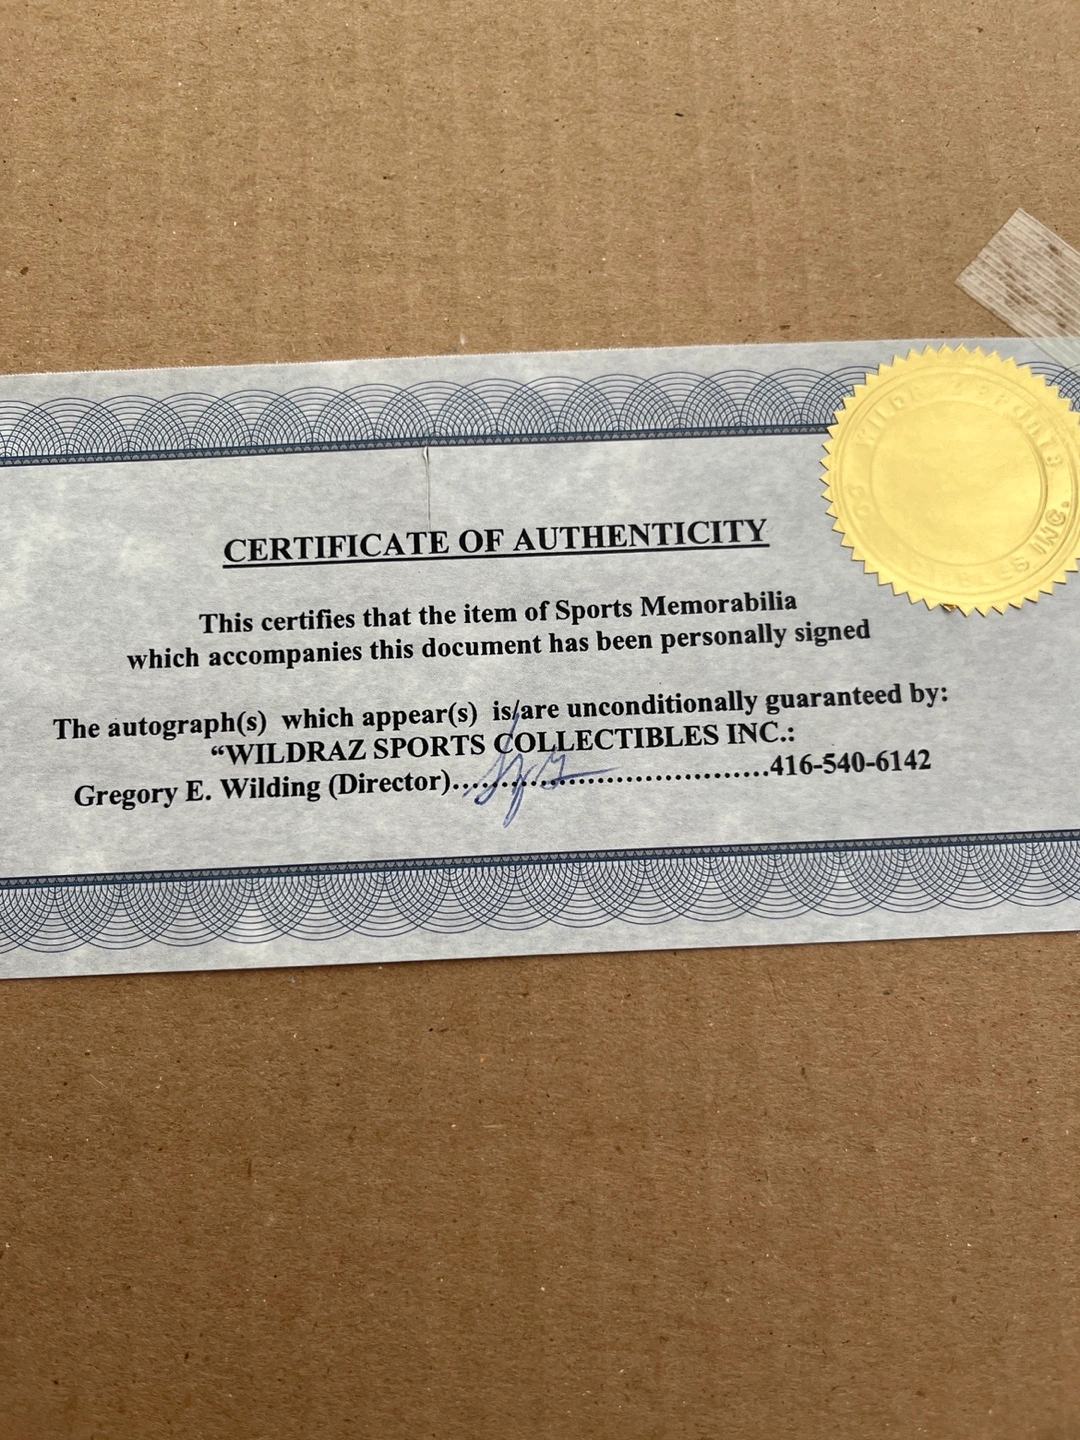 CERTIFICATE OF AUTHENTICITY
This certifies that the item of Sports Memorabilia
which accompanies this document has been personally signed
The autograph(s) which appear(s) is/are unconditionally guaranteed by:
“WILDRAZ SPORTS COLLECTIBLES INC.:
Gregory E. Wilding (Director)................................416-540-6142
SPORTS
INC.